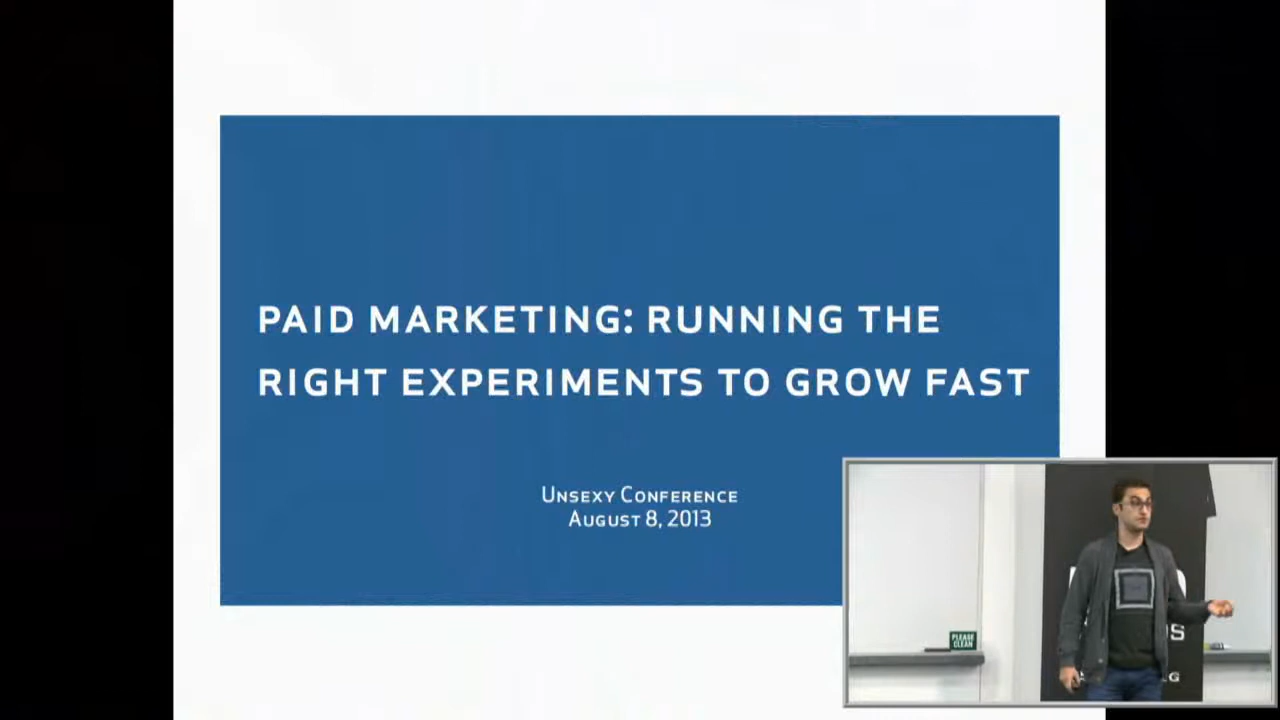 PAID MARKETING: RUNNING THE
RIGHT EXPERIMENTS TO GROW FAST
UNSEXY CONFERENCE
AUGUST 8, 2013
PLEASE
CLEAN